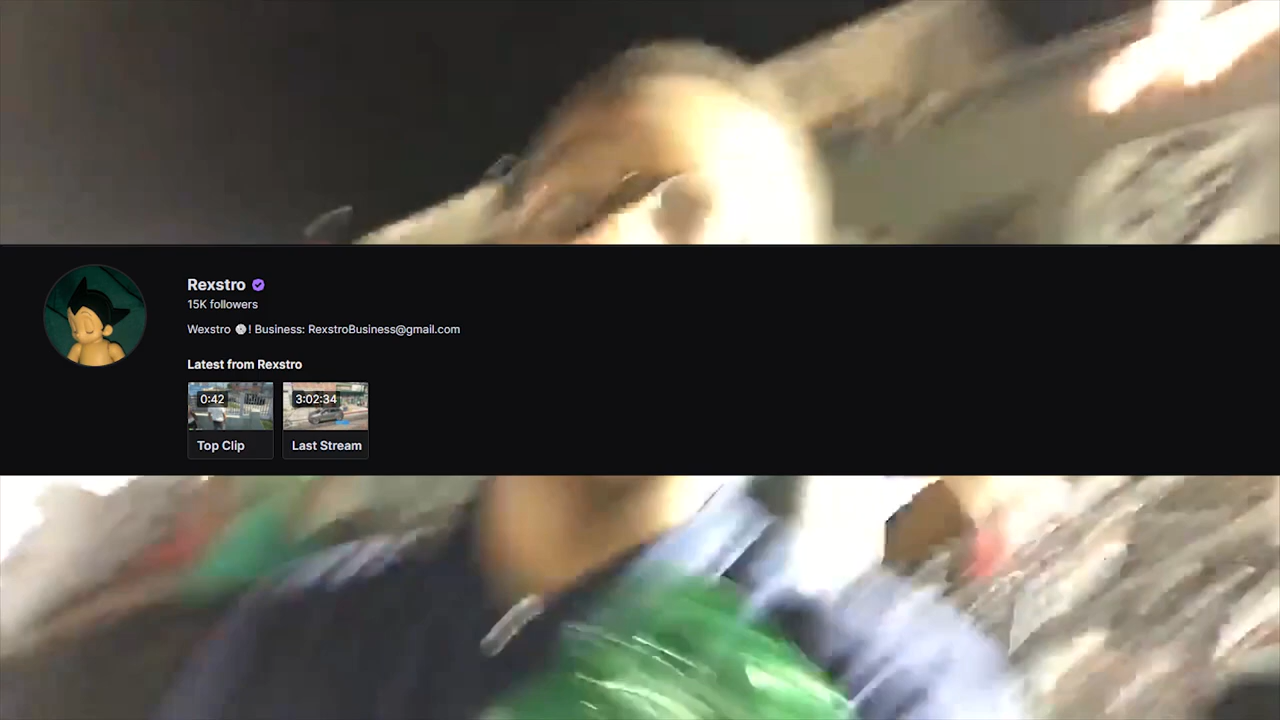 Rexstro
15K followers
Wexstro ! Business: RexstroBusiness@gmail.com
Latest from Rexstro
0:42
3:02:34
Top Clip
Last Stream